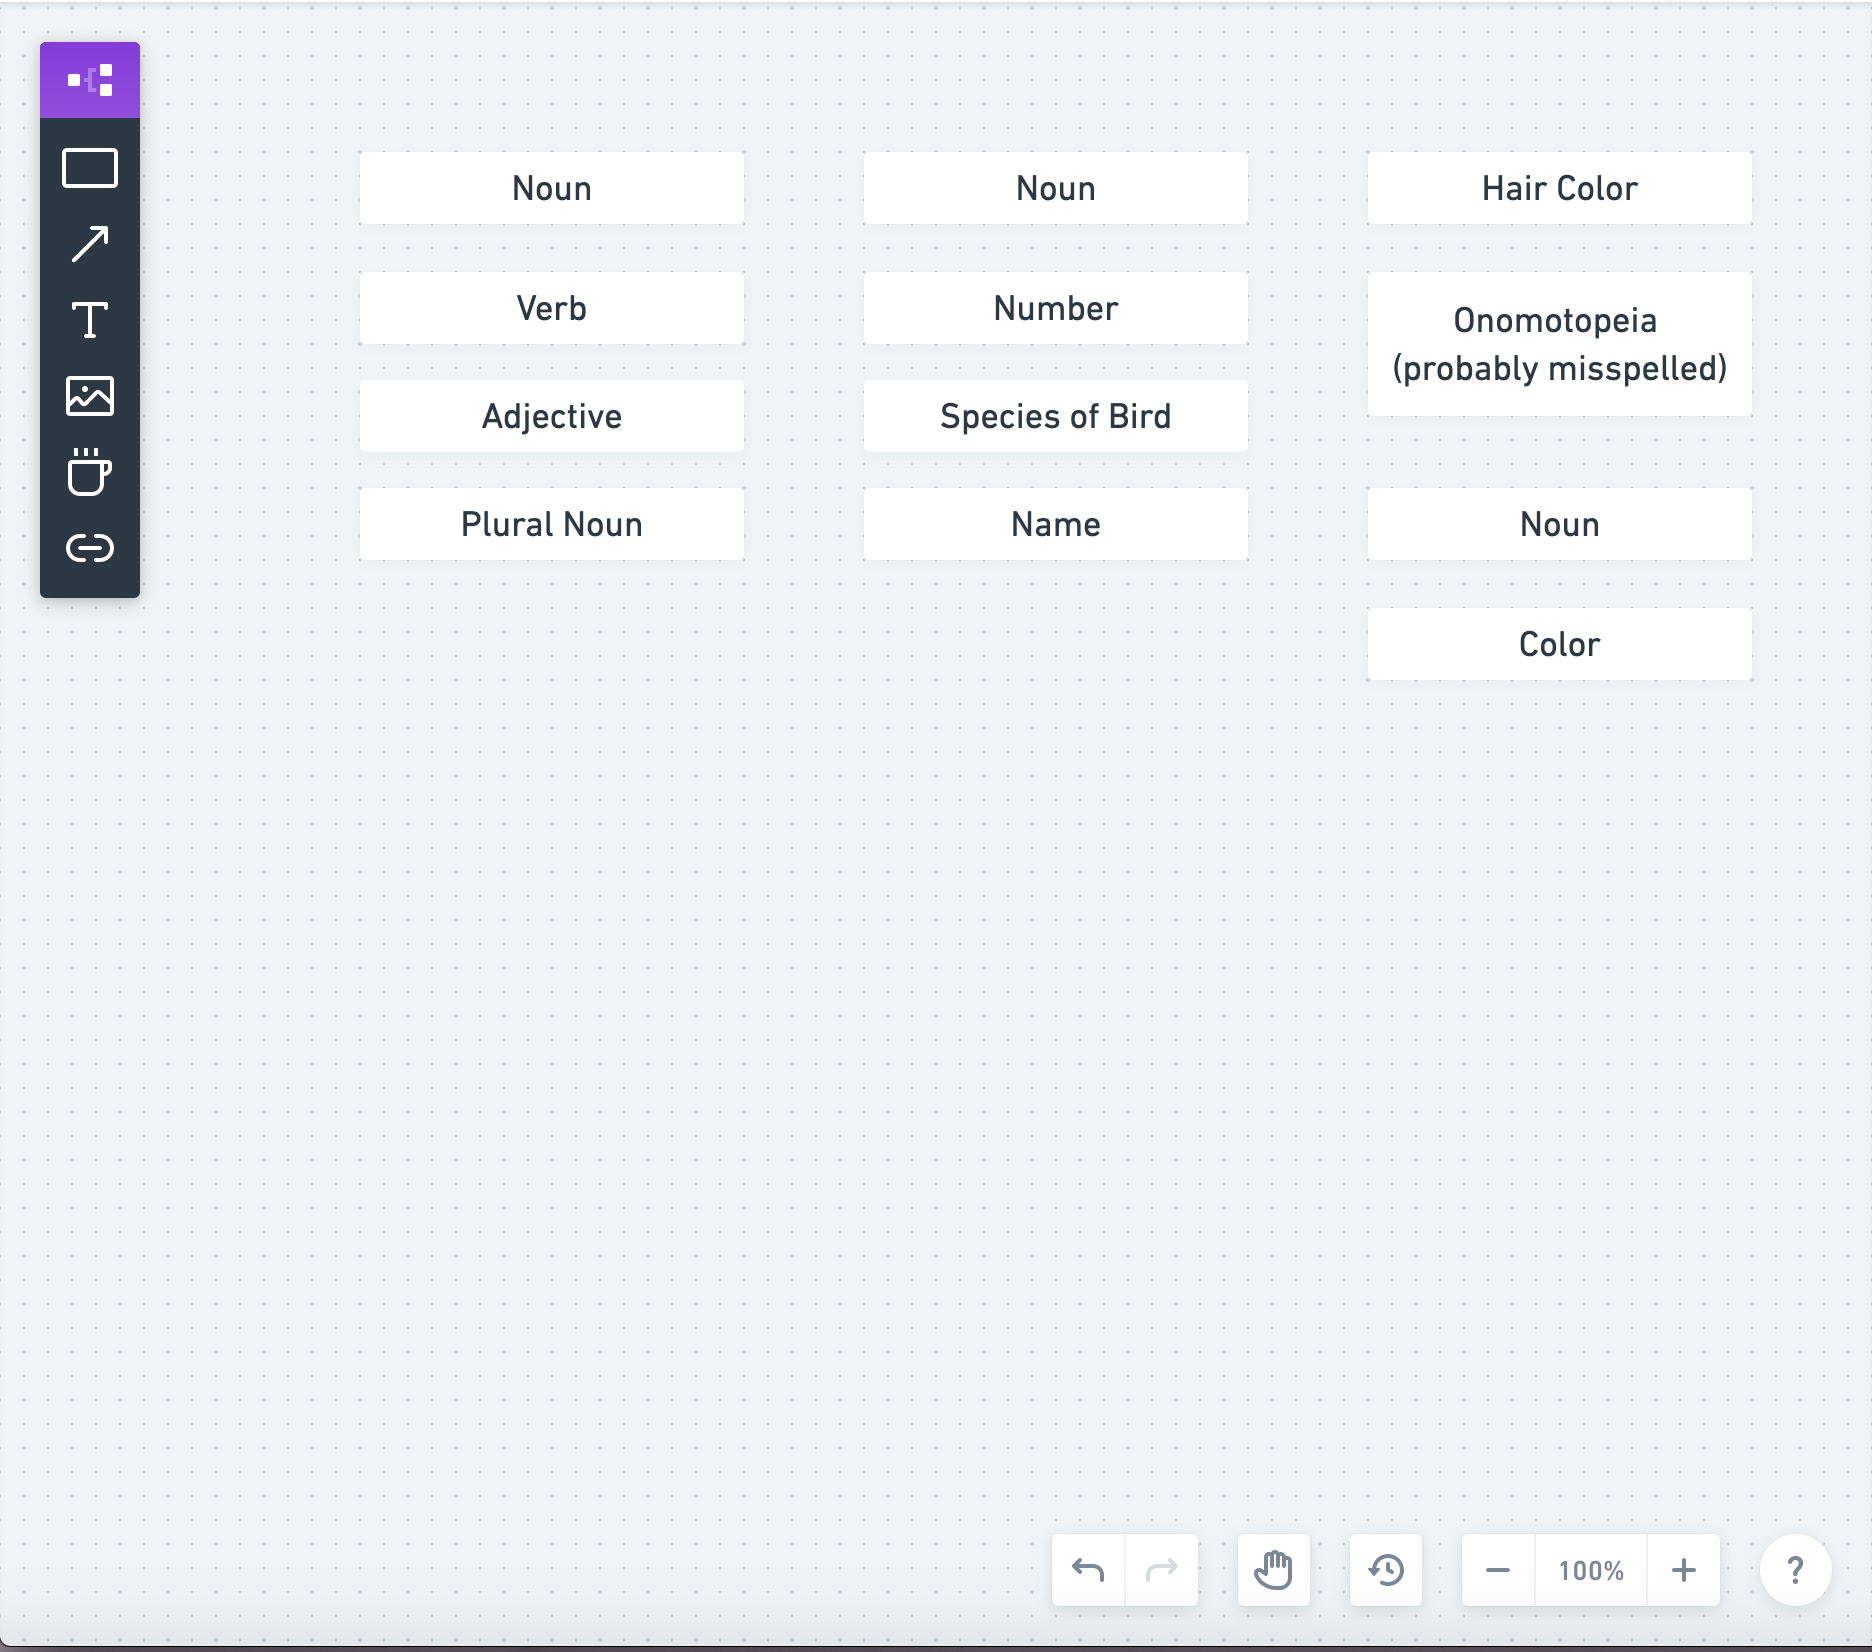 Noun
Verb
Adjective
Plural Noun
Noun
Number
Species of Bird
Name
Hair Color
Onomotopeia
(probably misspelled)
Noun
Color
T
100%
?